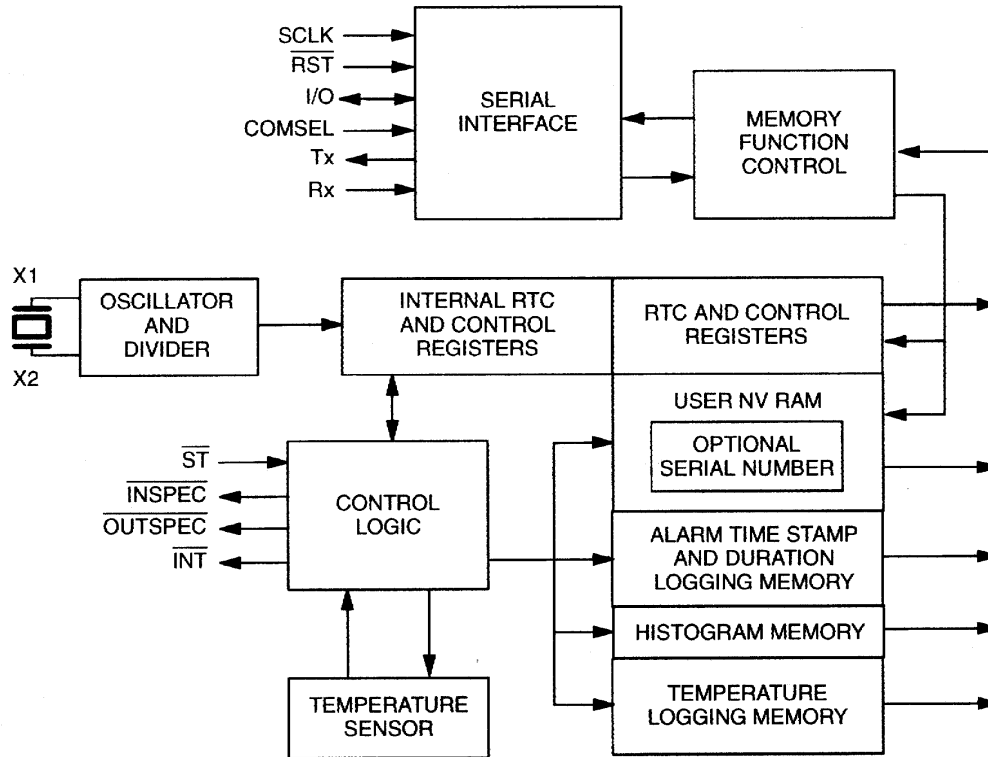 SCLK
RST
I/O
COMSEL
Tx
Rx
SERIAL
INTERFACE
MEMORY
FUNCTION
CONTROL
X1
X2
OSCILLATOR
AND
DIVIDER
INTERNAL RTC
AND CONTROL
REGISTERS
RTC AND CONTROL
REGISTERS
USER NV RAM
OPTIONAL
SERIAL NUMBER
ST
INSPEC
OUTSPEC
INT
CONTROL
LOGIC
ALARM TIME STAMP
AND DURATION
LOGGING MEMORY
HISTOGRAM MEMORY
TEMPERATURE
SENSOR
TEMPERATURE
LOGGING MEMORY